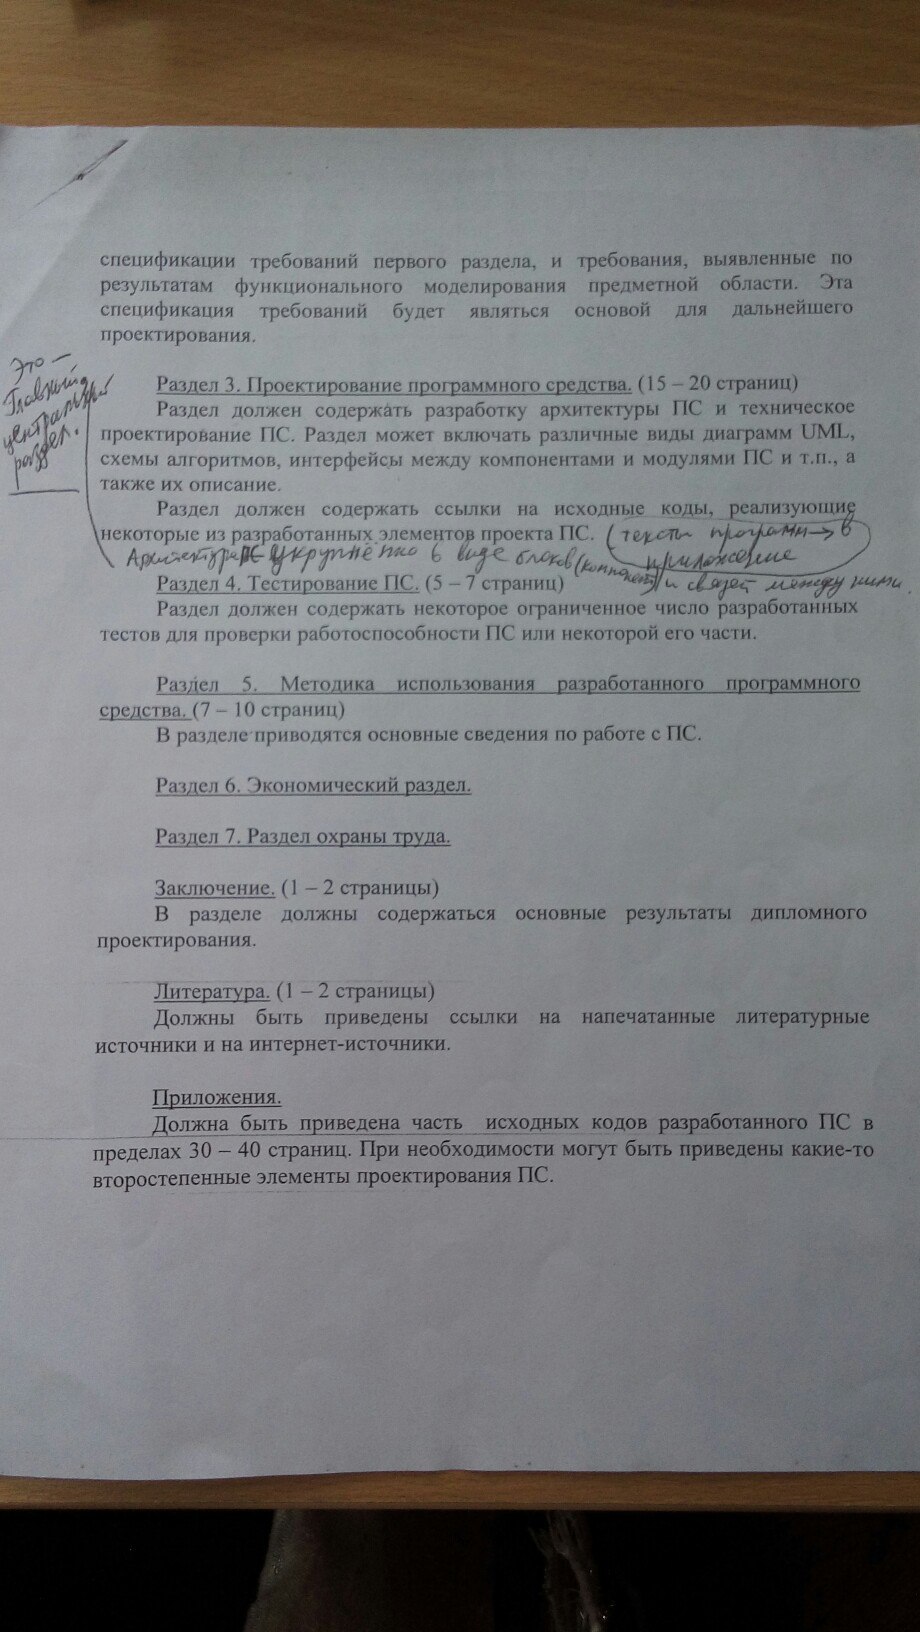 спецификации требований первого раздела, и требования, выявленные по
результатам функционального моделирования предметной области. Эта
спецификация требований будет являться основой для дальнейшего
проектирования.
Это –
Главный
центральный
раздел.
Раздел 3. Проектирование программного средства. (15 – 20 страниц)
Раздел должен содержать разработку архитектуры ПС и техническое
проектирование ПС. Раздел может включать различные виды диаграмм UML,
схемы алгоритмов, интерфейсы между компонентами и модулями ПС и т.п., а
также их описание.
Раздел должен содержать ссылки на исходные коды, реализующие
некоторые из разработанных элементов проекта ПС. (тексты программ → в
приложение
Архитектура укрупнённо в виде блоков (компонент) и связей между ними.
Раздел 4. Тестирование ПС. (5 – 7 страниц)
Раздел должен содержать некоторое ограниченное число разработанных
тестов для проверки работоспособности ПС или некоторой его части.
Раздел 5. Методика использования разработанного программного
средства. (7 – 10 страниц)
В разделе приводятся основные сведения по работе с ПС.
Раздел 6. Экономический раздел.
Раздел 7. Раздел охраны труда.
Заключение. (1 – 2 страницы)
В разделе должны содержаться основные результаты дипломного
проектирования.
Литература. (1 – 2 страницы)
Должны быть приведены ссылки на напечатанные литературные
источники и на интернет-источники.
Приложения.
Должна быть приведена часть исходных кодов разработанного ПС в
пределах 30 – 40 страниц. При необходимости могут быть приведены какие-то
второстепенные элементы проектирования ПС.